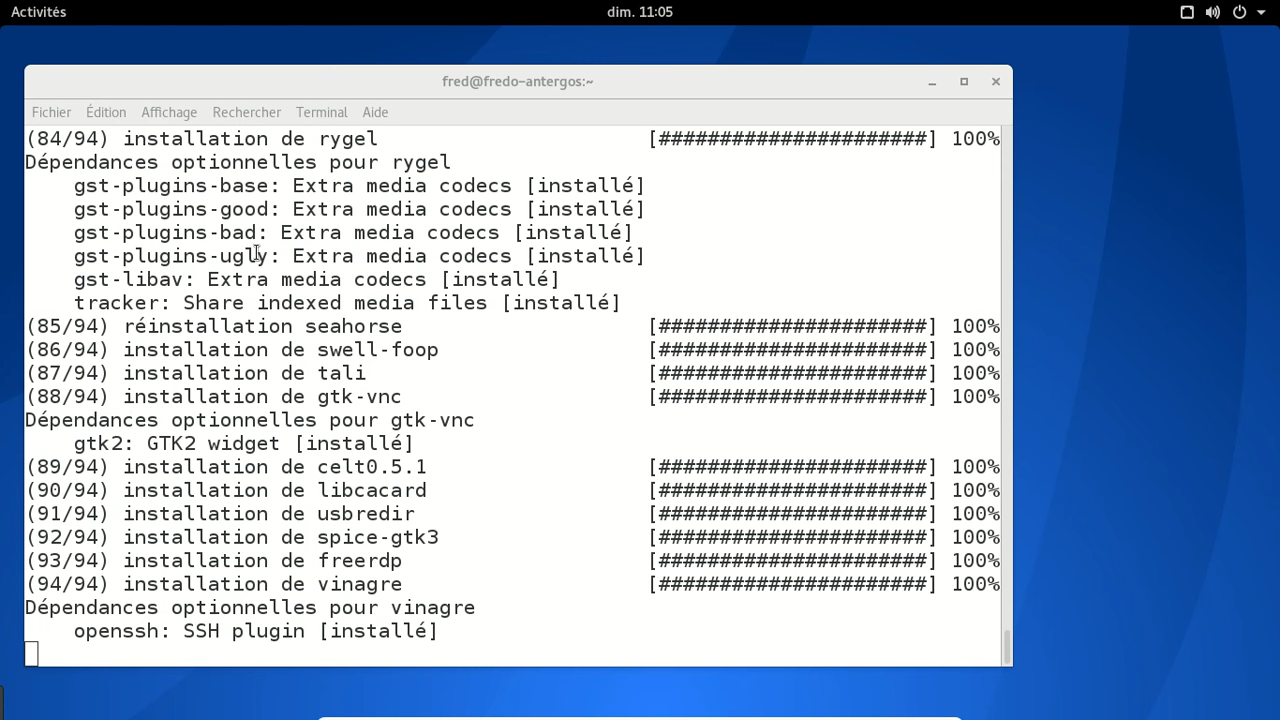 Activités
dim. 11:05
fred@fredo-antergos:~
Fichier Édition Affichage Rechercher Terminal Aide
(84/94) installation de rygel [######################] 100%
Dépendances optionnelles pour rygel
gst-plugins-base: Extra media codecs [installé]
gst-plugins-good: Extra media codecs [installé]
gst-plugins-bad: Extra media codecs [installé]
gst-plugins-ugly: Extra media codecs [installé]
gst-libav: Extra media codecs [installé]
tracker: Share indexed media files [installé]
(85/94) réinstallation seahorse [######################] 100%
(86/94) installation de swell-foop [######################] 100%
(87/94) installation de tali [######################] 100%
(88/94) installation de gtk-vnc [######################] 100%
Dépendances optionnelles pour gtk-vnc
gtk2: GTK2 widget [installé]
(89/94) installation de celt0.5.1 [######################] 100%
(90/94) installation de libcacard [######################] 100%
(91/94) installation de usbredir [######################] 100%
(92/94) installation de spice-gtk3 [######################] 100%
(93/94) installation de freerdp [######################] 100%
(94/94) installation de vinagre [######################] 100%
Dépendances optionnelles pour vinagre
openssh: SSH plugin [installé]